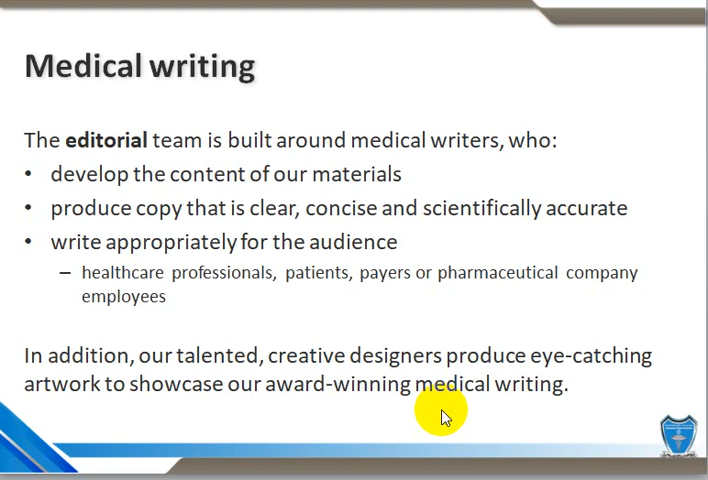 Medical writing
The editorial team is built around medical writers, who:
• develop the content of our materials
• produce copy that is clear, concise and scientifically accurate
• write appropriately for the audience
– healthcare professionals, patients, payers or pharmaceutical company
employees
In addition, our talented, creative designers produce eye-catching
artwork to showcase our award-winning medical writing.